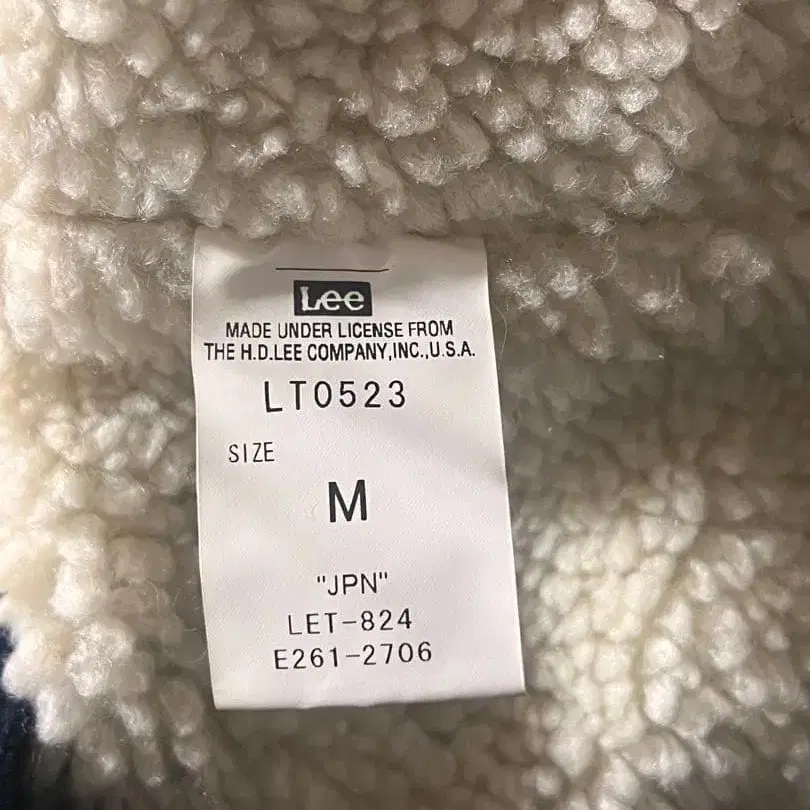 Lee
MADE UNDER LICENSE FROM
THE H.D.LEE COMPANY,INC.,U.S.A.
LT0523
SIZE
M
"JPN"
LET-824
E261-2706